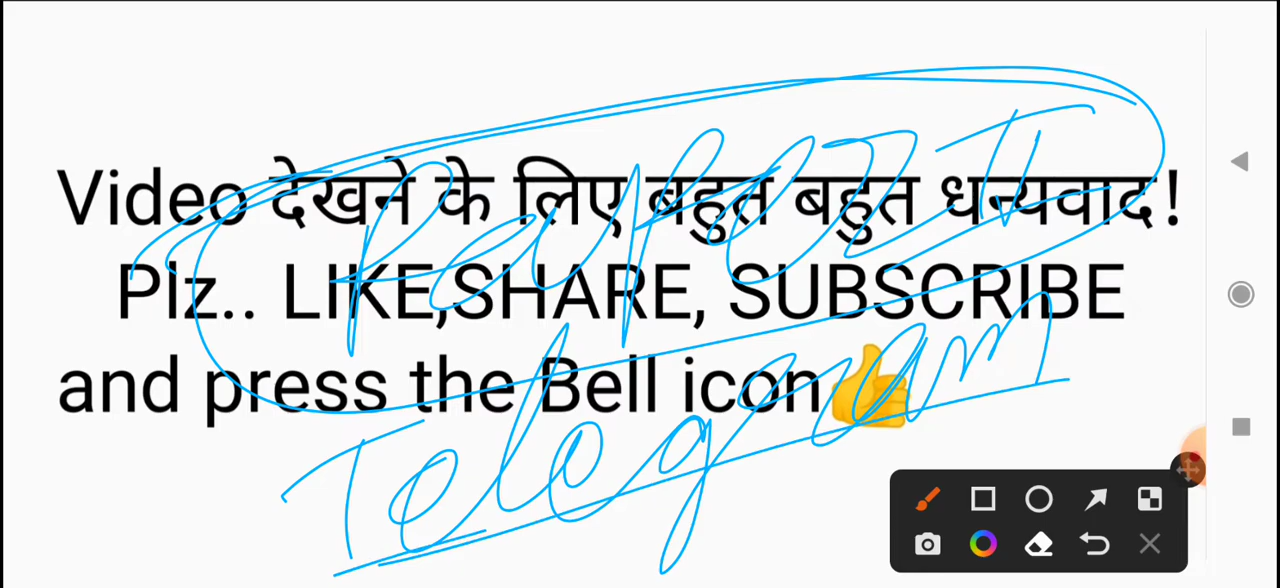 Video देखने के लिए बहुत बहुत धन्यवाद!
Plz.. LIKE,SHARE, SUBSCRIBE
and press the Bell icon👍
Telegram